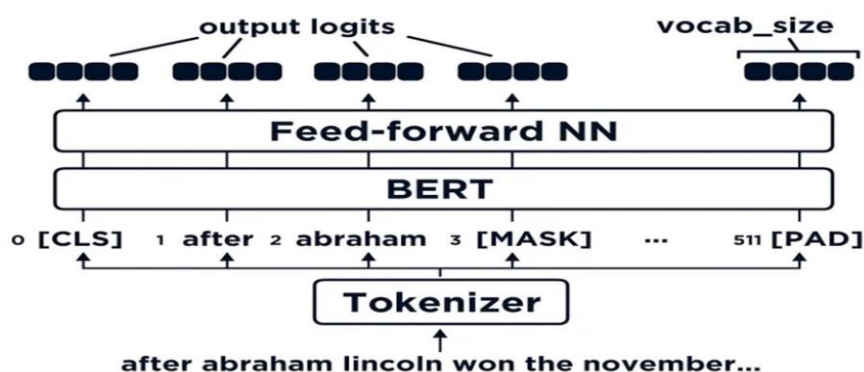 output logits vocab_size
Feed-forward NN
BERT
0 [CLS] 1 after 2 abraham 3 [MASK] ... 511 [PAD]
Tokenizer
after abraham lincoln won the november...